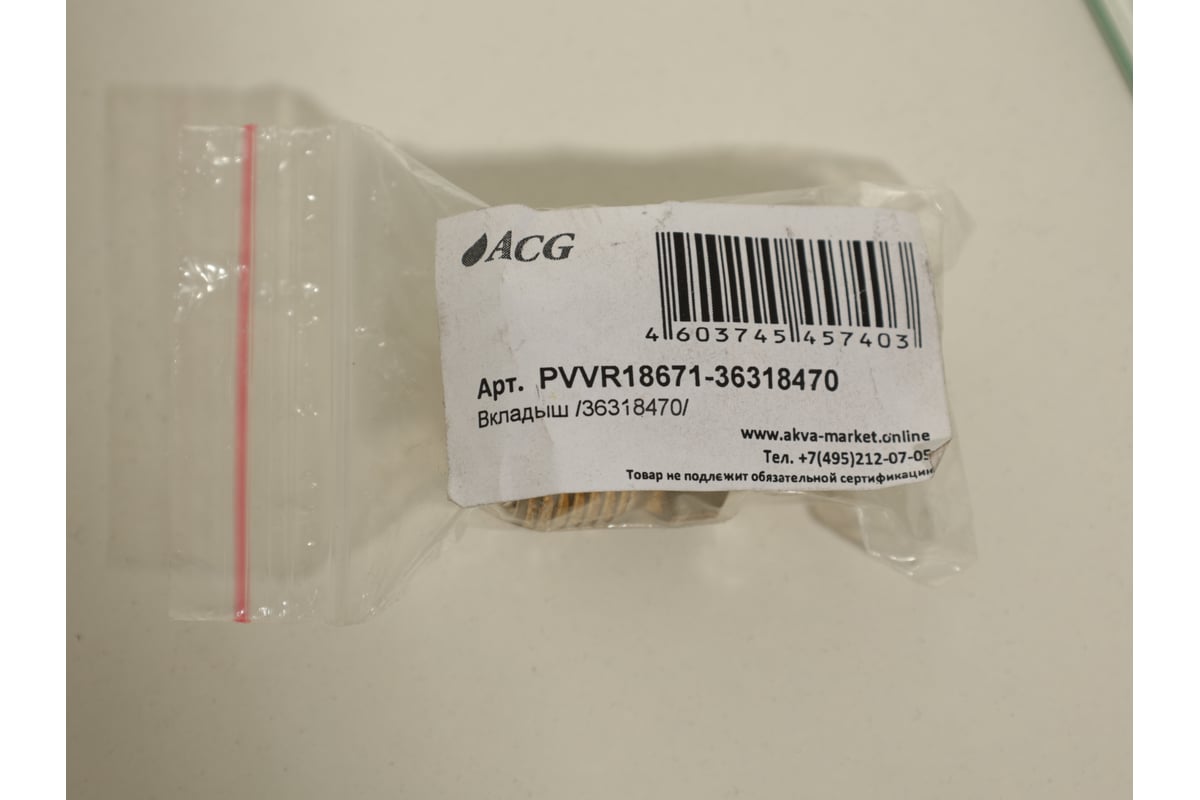 ACG
4 603745 457403
Арт. PVVR18671-36318470
Вкладыш /36318470/
www.akva-market.online
Тел. +7(495)212-07-05
Товар не подлежит обязательной сертификации